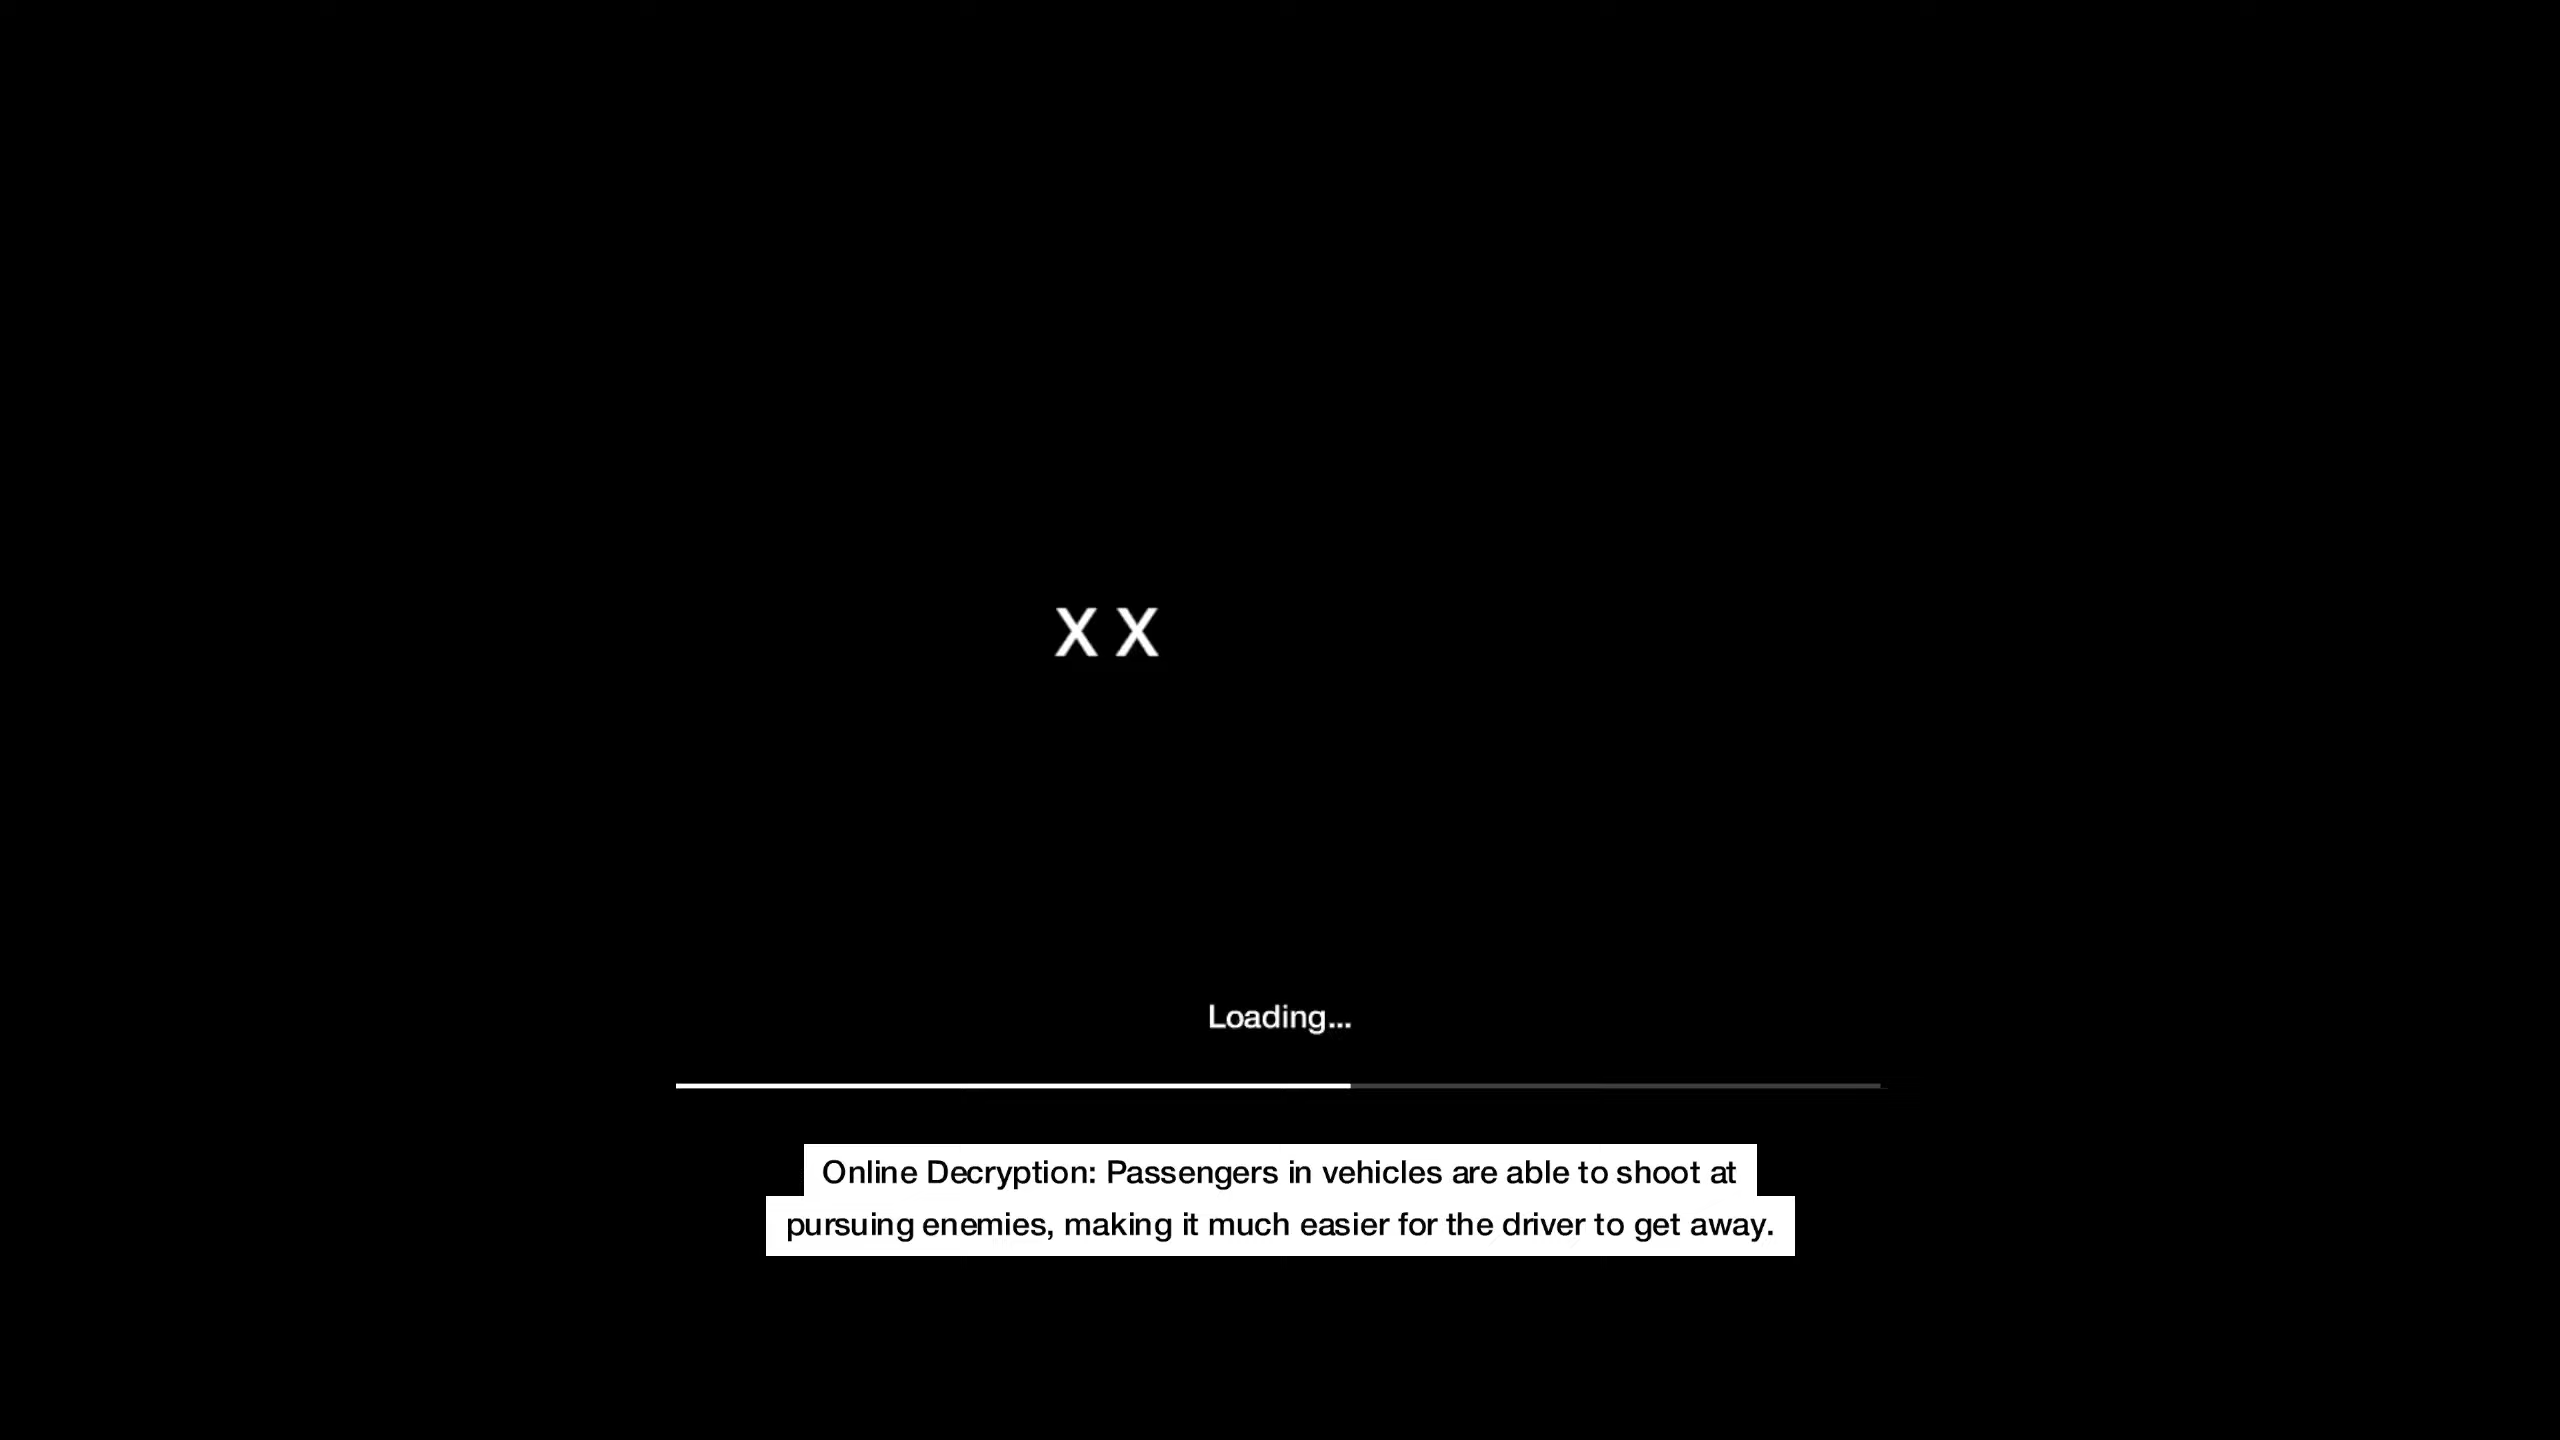 X X
Loading...
Online Decryption: Passengers in vehicles are able to shoot at
pursuing enemies, making it much easier for the driver to get away.